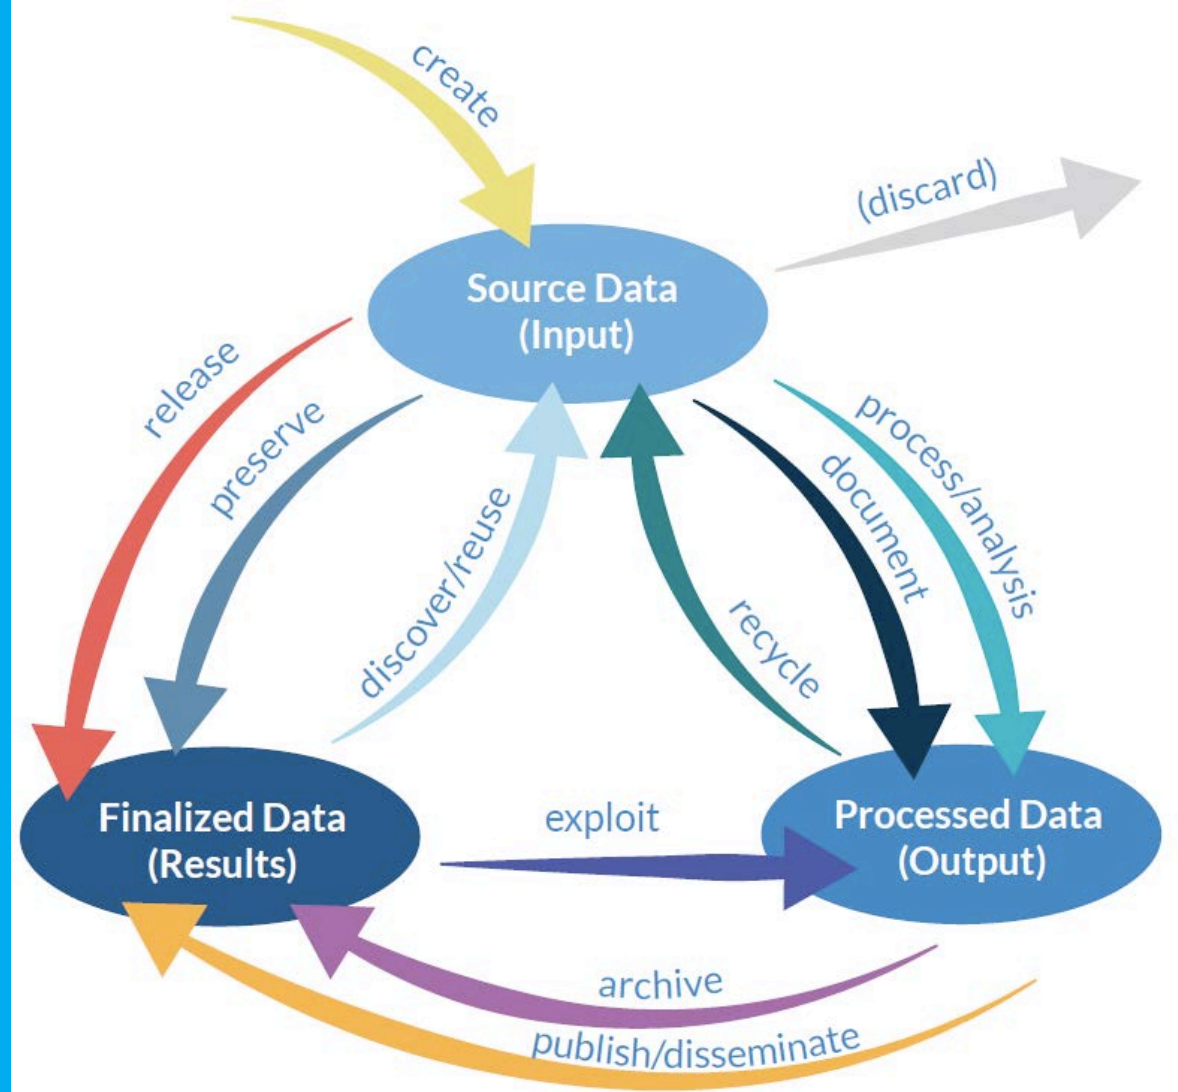 create
(discard)
Source Data
(Input)
release
preserve
discover/reuse
recycle
document
process/analysis
Finalized Data
(Results)
exploit
Processed Data
(Output)
archive
publish/disseminate